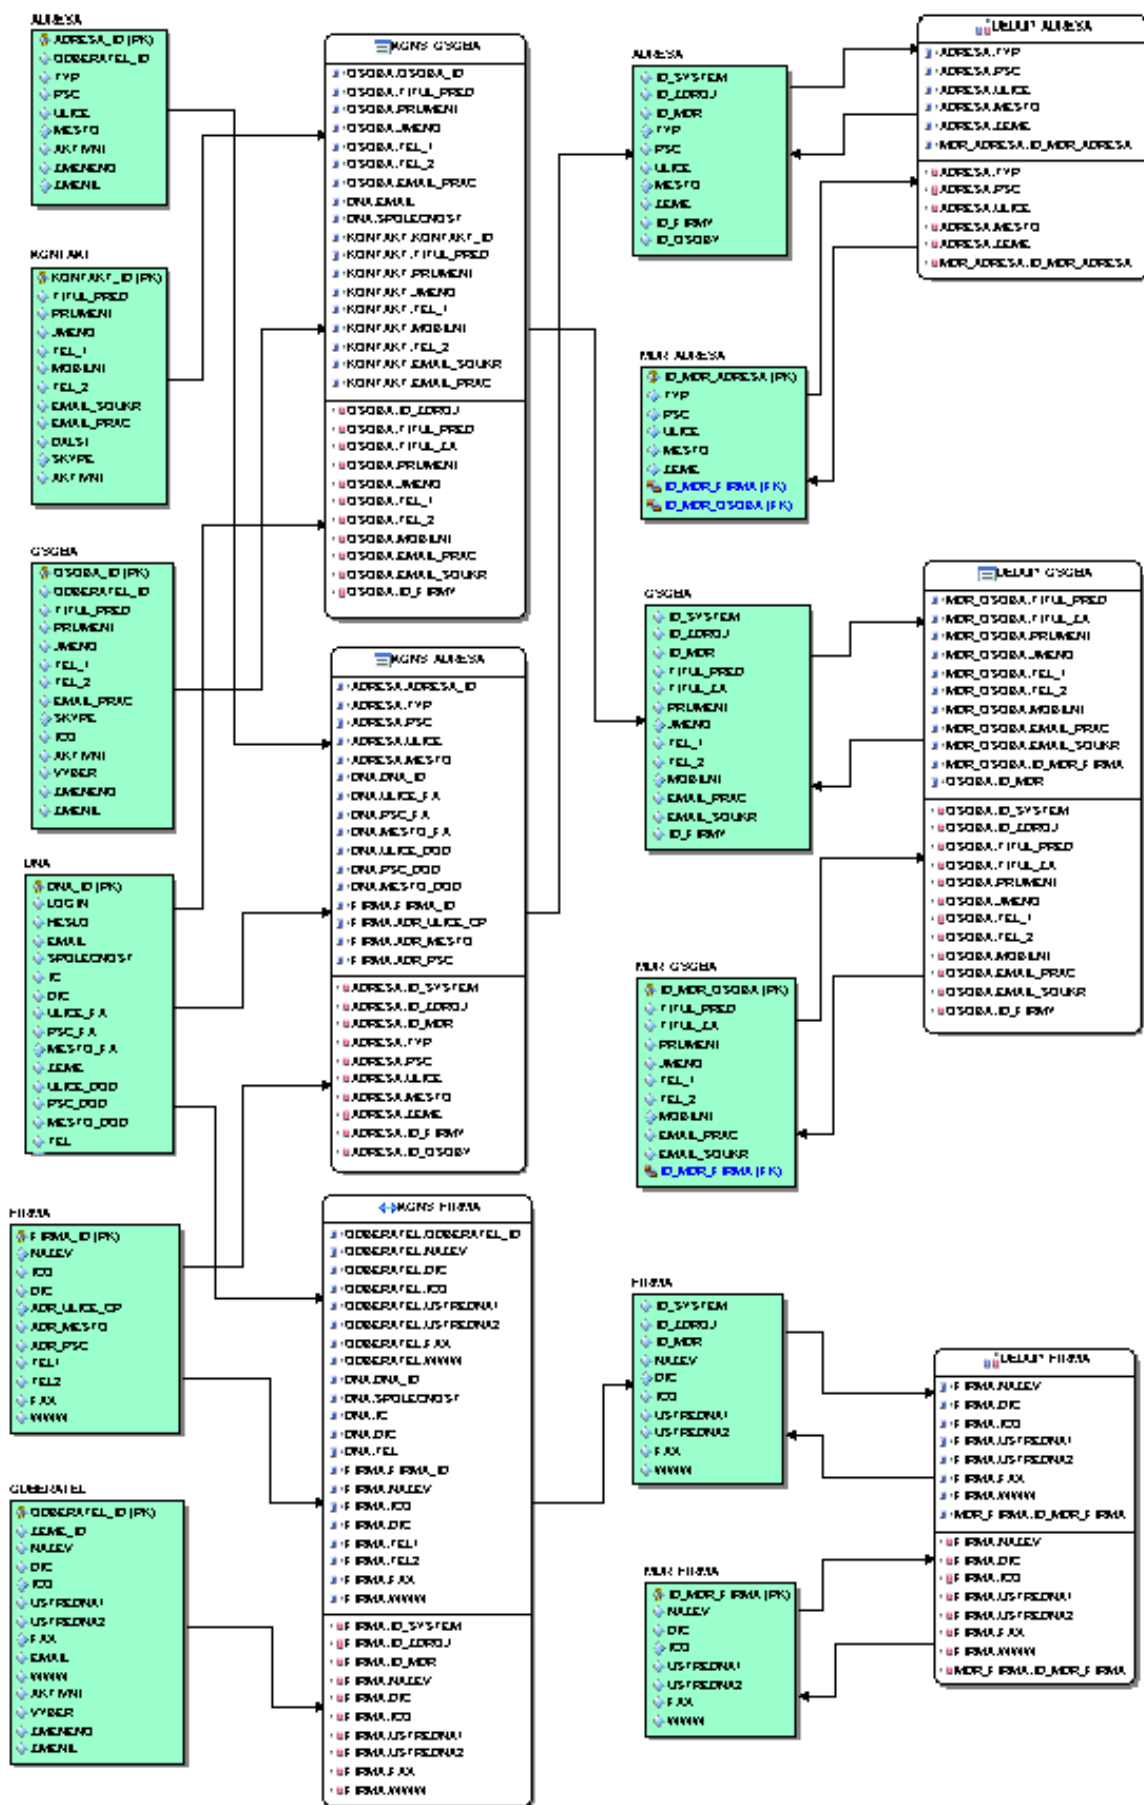 ADRESA
ADRESA_ID (PK)
ODBERATEL_ID
TYP
PSC
ULICE
MESTO
AKTIVNI
ZMENENO
ZMENIL
KONTAKT
KONTAKT_ID (PK)
TITUL_PRED
PRIJMENI
JMENO
TEL_1
MOBILNI
TEL_2
EMAIL_SOUKR
EMAIL_PRAC
DALSI
SKYPE
AKTIVNI
OSOBA
OSOBA_ID (PK)
ODBERATEL_ID
TITUL_PRED
PRIJMENI
JMENO
TEL_1
TEL_2
EMAIL_PRAC
SKYPE
ICQ
AKTIVNI
VYBER
ZMENENO
ZMENIL
DNA
DNA_ID (PK)
LOGIN
HESLO
EMAIL
SPOLECNOST
IC
DIC
ULICE_FA
PSC_FA
MESTO_FA
ZEME
ULICE_DOD
PSC_DOD
MESTO_DOD
TEL
FIRMA
FIRMA_ID (PK)
NAZEV
ICO
DIC
ADR_ULICE_CP
ADR_MESTO
ADR_PSC
TEL1
TEL2
FAX
WWW
ODBERATEL
ODBERATEL_ID (PK)
ZEME_ID
NAZEV
DIC
ICO
USTREDNA1
USTREDNA2
FAX
EMAIL
WWW
AKTIVNI
VYBER
ZMENENO
ZMENIL
KONS_OSOBA
OSOBA.OSOBA_ID
OSOBA.TITUL_PRED
OSOBA.PRIJMENI
OSOBA.JMENO
OSOBA.TEL_1
OSOBA.TEL_2
OSOBA.EMAIL_PRAC
DNA.EMAIL
DNA.SPOLECNOST
KONTAKT.KONTAKT_ID
KONTAKT.TITUL_PRED
KONTAKT.PRIJMENI
KONTAKT.JMENO
KONTAKT.TEL_1
KONTAKT.MOBILNI
KONTAKT.TEL_2
KONTAKT.EMAIL_SOUKR
KONTAKT.EMAIL_PRAC
OSOBA.ID_ZDROJ
OSOBA.TITUL_PRED
OSOBA.TITUL_ZA
OSOBA.PRIJMENI
OSOBA.JMENO
OSOBA.TEL_1
OSOBA.TEL_2
OSOBA.MOBILNI
OSOBA.EMAIL_PRAC
OSOBA.EMAIL_SOUKR
OSOBA.ID_FIRMY
KONS_ADRESA
ADRESA.ADRESA_ID
ADRESA.TYP
ADRESA.PSC
ADRESA.ULICE
ADRESA.MESTO
DNA.DNA_ID
DNA.ULICE_FA
DNA.PSC_FA
DNA.MESTO_FA
DNA.ULICE_DOD
DNA.PSC_DOD
DNA.MESTO_DOD
FIRMA.FIRMA_ID
FIRMA.ADR_ULICE_CP
FIRMA.ADR_MESTO
FIRMA.ADR_PSC
ADRESA.ID_SYSTEM
ADRESA.ID_ZDROJ
ADRESA.ID_MDR
ADRESA.TYP
ADRESA.PSC
ADRESA.ULICE
ADRESA.MESTO
ADRESA.ZEME
ADRESA.ID_FIRMY
ADRESA.ID_OSOBY
KONS_FIRMA
ODBERATEL.ODBERATEL_ID
ODBERATEL.NAZEV
ODBERATEL.DIC
ODBERATEL.ICO
ODBERATEL.USTREDNA1
ODBERATEL.USTREDNA2
ODBERATEL.FAX
ODBERATEL.WWW
DNA.DNA_ID
DNA.SPOLECNOST
DNA.IC
DNA.DIC
DNA.TEL
FIRMA.FIRMA_ID
FIRMA.NAZEV
FIRMA.ICO
FIRMA.DIC
FIRMA.TEL1
FIRMA.TEL2
FIRMA.FAX
FIRMA.WWW
FIRMA.ID_SYSTEM
FIRMA.ID_ZDROJ
FIRMA.ID_MDR
FIRMA.NAZEV
FIRMA.DIC
FIRMA.ICO
FIRMA.USTREDNA1
FIRMA.USTREDNA2
FIRMA.FAX
FIRMA.WWW
ADRESA
ID_SYSTEM
ID_ZDROJ
ID_MDR
TYP
PSC
ULICE
MESTO
ZEME
ID_FIRMY
ID_OSOBY
MDR_ADRESA
ID_MDR_ADRESA (PK)
TYP
PSC
ULICE
MESTO
ZEME
ID_MDR_FIRMA (FK)
ID_MDR_OSOBA (FK)
OSOBA
ID_SYSTEM
ID_ZDROJ
ID_MDR
TITUL_PRED
TITUL_ZA
PRIJMENI
JMENO
TEL_1
TEL_2
MOBILNI
EMAIL_PRAC
EMAIL_SOUKR
ID_FIRMY
MDR_OSOBA
ID_MDR_OSOBA (PK)
TITUL_PRED
TITUL_ZA
PRIJMENI
JMENO
TEL_1
TEL_2
MOBILNI
EMAIL_PRAC
EMAIL_SOUKR
ID_MDR_FIRMA (FK)
FIRMA
ID_SYSTEM
ID_ZDROJ
ID_MDR
NAZEV
DIC
ICO
USTREDNA1
USTREDNA2
FAX
WWW
MDR_FIRMA
ID_MDR_FIRMA (PK)
NAZEV
DIC
ICO
USTREDNA1
USTREDNA2
FAX
WWW
DEDUP_ADRESA
ADRESA.TYP
ADRESA.PSC
ADRESA.ULICE
ADRESA.MESTO
ADRESA.ZEME
MDR_ADRESA.ID_MDR_ADRESA
ADRESA.TYP
ADRESA.PSC
ADRESA.ULICE
ADRESA.MESTO
ADRESA.ZEME
MDR_ADRESA.ID_MDR_ADRESA
DEDUP_OSOBA
MDR_OSOBA.TITUL_PRED
MDR_OSOBA.TITUL_ZA
MDR_OSOBA.PRIJMENI
MDR_OSOBA.JMENO
MDR_OSOBA.TEL_1
MDR_OSOBA.TEL_2
MDR_OSOBA.MOBILNI
MDR_OSOBA.EMAIL_PRAC
MDR_OSOBA.EMAIL_SOUKR
MDR_OSOBA.ID_MDR_FIRMA
OSOBA.ID_MDR
OSOBA.ID_SYSTEM
OSOBA.ID_ZDROJ
OSOBA.TITUL_PRED
OSOBA.TITUL_ZA
OSOBA.PRIJMENI
OSOBA.JMENO
OSOBA.TEL_1
OSOBA.TEL_2
OSOBA.MOBILNI
OSOBA.EMAIL_PRAC
OSOBA.EMAIL_SOUKR
OSOBA.ID_FIRMY
DEDUP_FIRMA
FIRMA.NAZEV
FIRMA.DIC
FIRMA.ICO
FIRMA.USTREDNA1
FIRMA.USTREDNA2
FIRMA.FAX
FIRMA.WWW
MDR_FIRMA.ID_MDR_FIRMA
FIRMA.NAZEV
FIRMA.DIC
FIRMA.ICO
FIRMA.USTREDNA1
FIRMA.USTREDNA2
FIRMA.FAX
FIRMA.WWW
MDR_FIRMA.ID_MDR_FIRMA